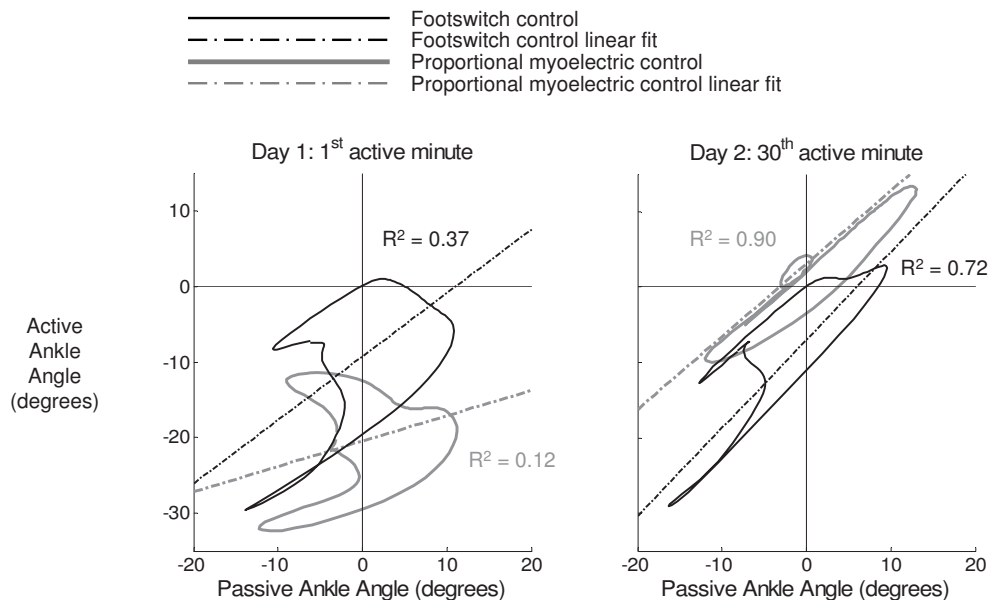 Footswitch control
Footswitch control linear fit
Proportional myoelectric control
Proportional myoelectric control linear fit
Day 1: 1st active minute
Day 2: 30th active minute
10
0
-10
-20
-30
R² = 0.37
R² = 0.12
R² = 0.90
R² = 0.72
Active
Ankle
Angle
(degrees)
-20
-10
0
10
20
-20
-10
0
10
20
Passive Ankle Angle (degrees)
Passive Ankle Angle (degrees)